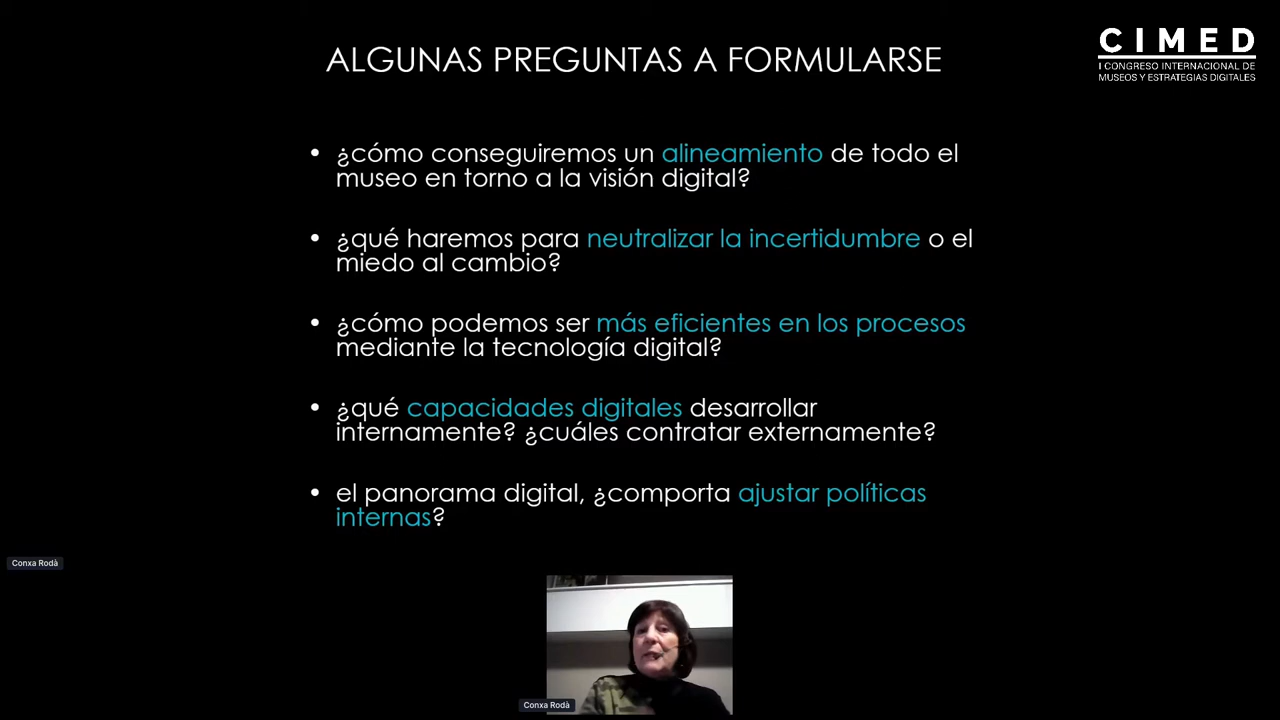 ALGUNAS PREGUNTAS A FORMULARSE
CIMED
I CONGRESO INTERNACIONAL DE
MUSEOS Y ESTRATEGIAS DIGITALES
• ¿cómo conseguiremos un alineamiento de todo el
museo en torno a la visión digital?
• ¿qué haremos para neutralizar la incertidumbre o el
miedo al cambio?
• ¿cómo podemos ser más eficientes en los procesos
mediante la tecnología digital?
• ¿qué capacidades digitales desarrollar
internamente? ¿cuáles contratar externamente?
• el panorama digital, ¿comporta ajustar políticas
internas?
Conxa Rodà
Conxa Rodà